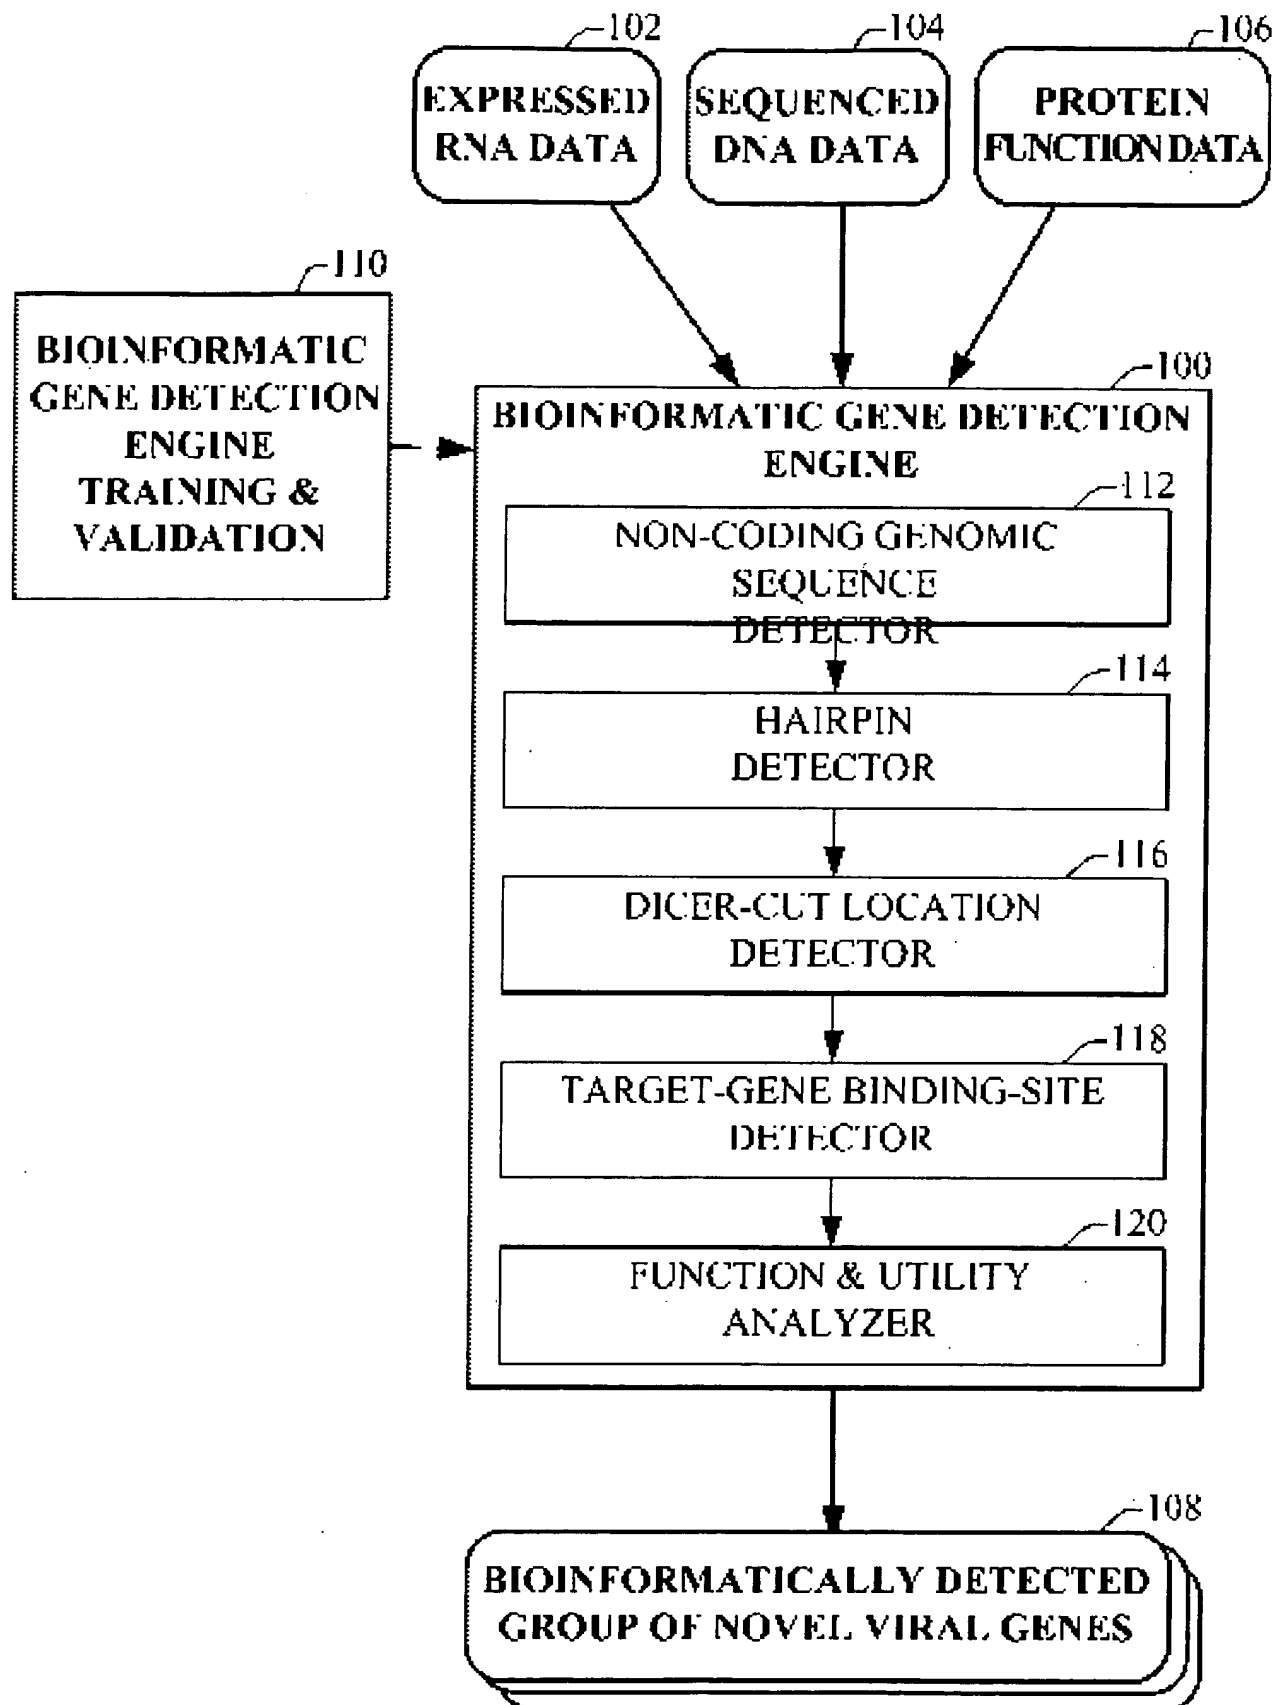 102
104
106
EXPRESSED
RNA DATA
SEQUENCED
DNA DATA
PROTEIN
FUNCTION DATA
110
BIOINFORMATIC
GENE DETECTION
ENGINE
TRAINING &
VALIDATION
100
BIOINFORMATIC GENE DETECTION
ENGINE
112
NON-CODING GENOMIC
SEQUENCE
DETECTOR
114
HAIRPIN
DETECTOR
116
DICER-CUT LOCATION
DETECTOR
118
TARGET-GENE BINDING-SITE
DETECTOR
120
FUNCTION & UTILITY
ANALYZER
108
BIOINFORMATICALLY DETECTED
GROUP OF NOVEL VIRAL GENES